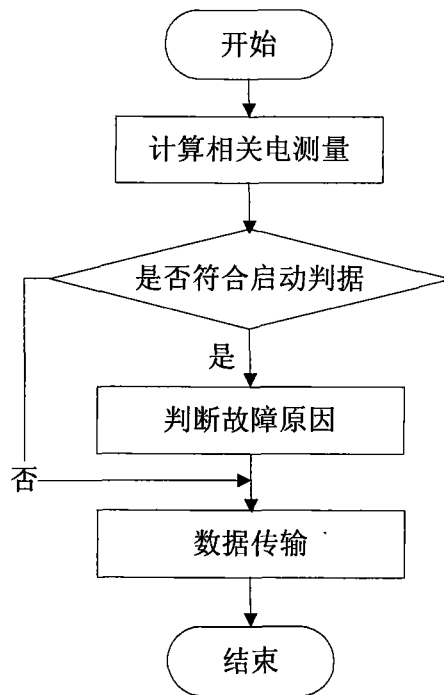 开始
计算相关电测量
是否符合启动判据
是
判断故障原因
否
数据传输
结束